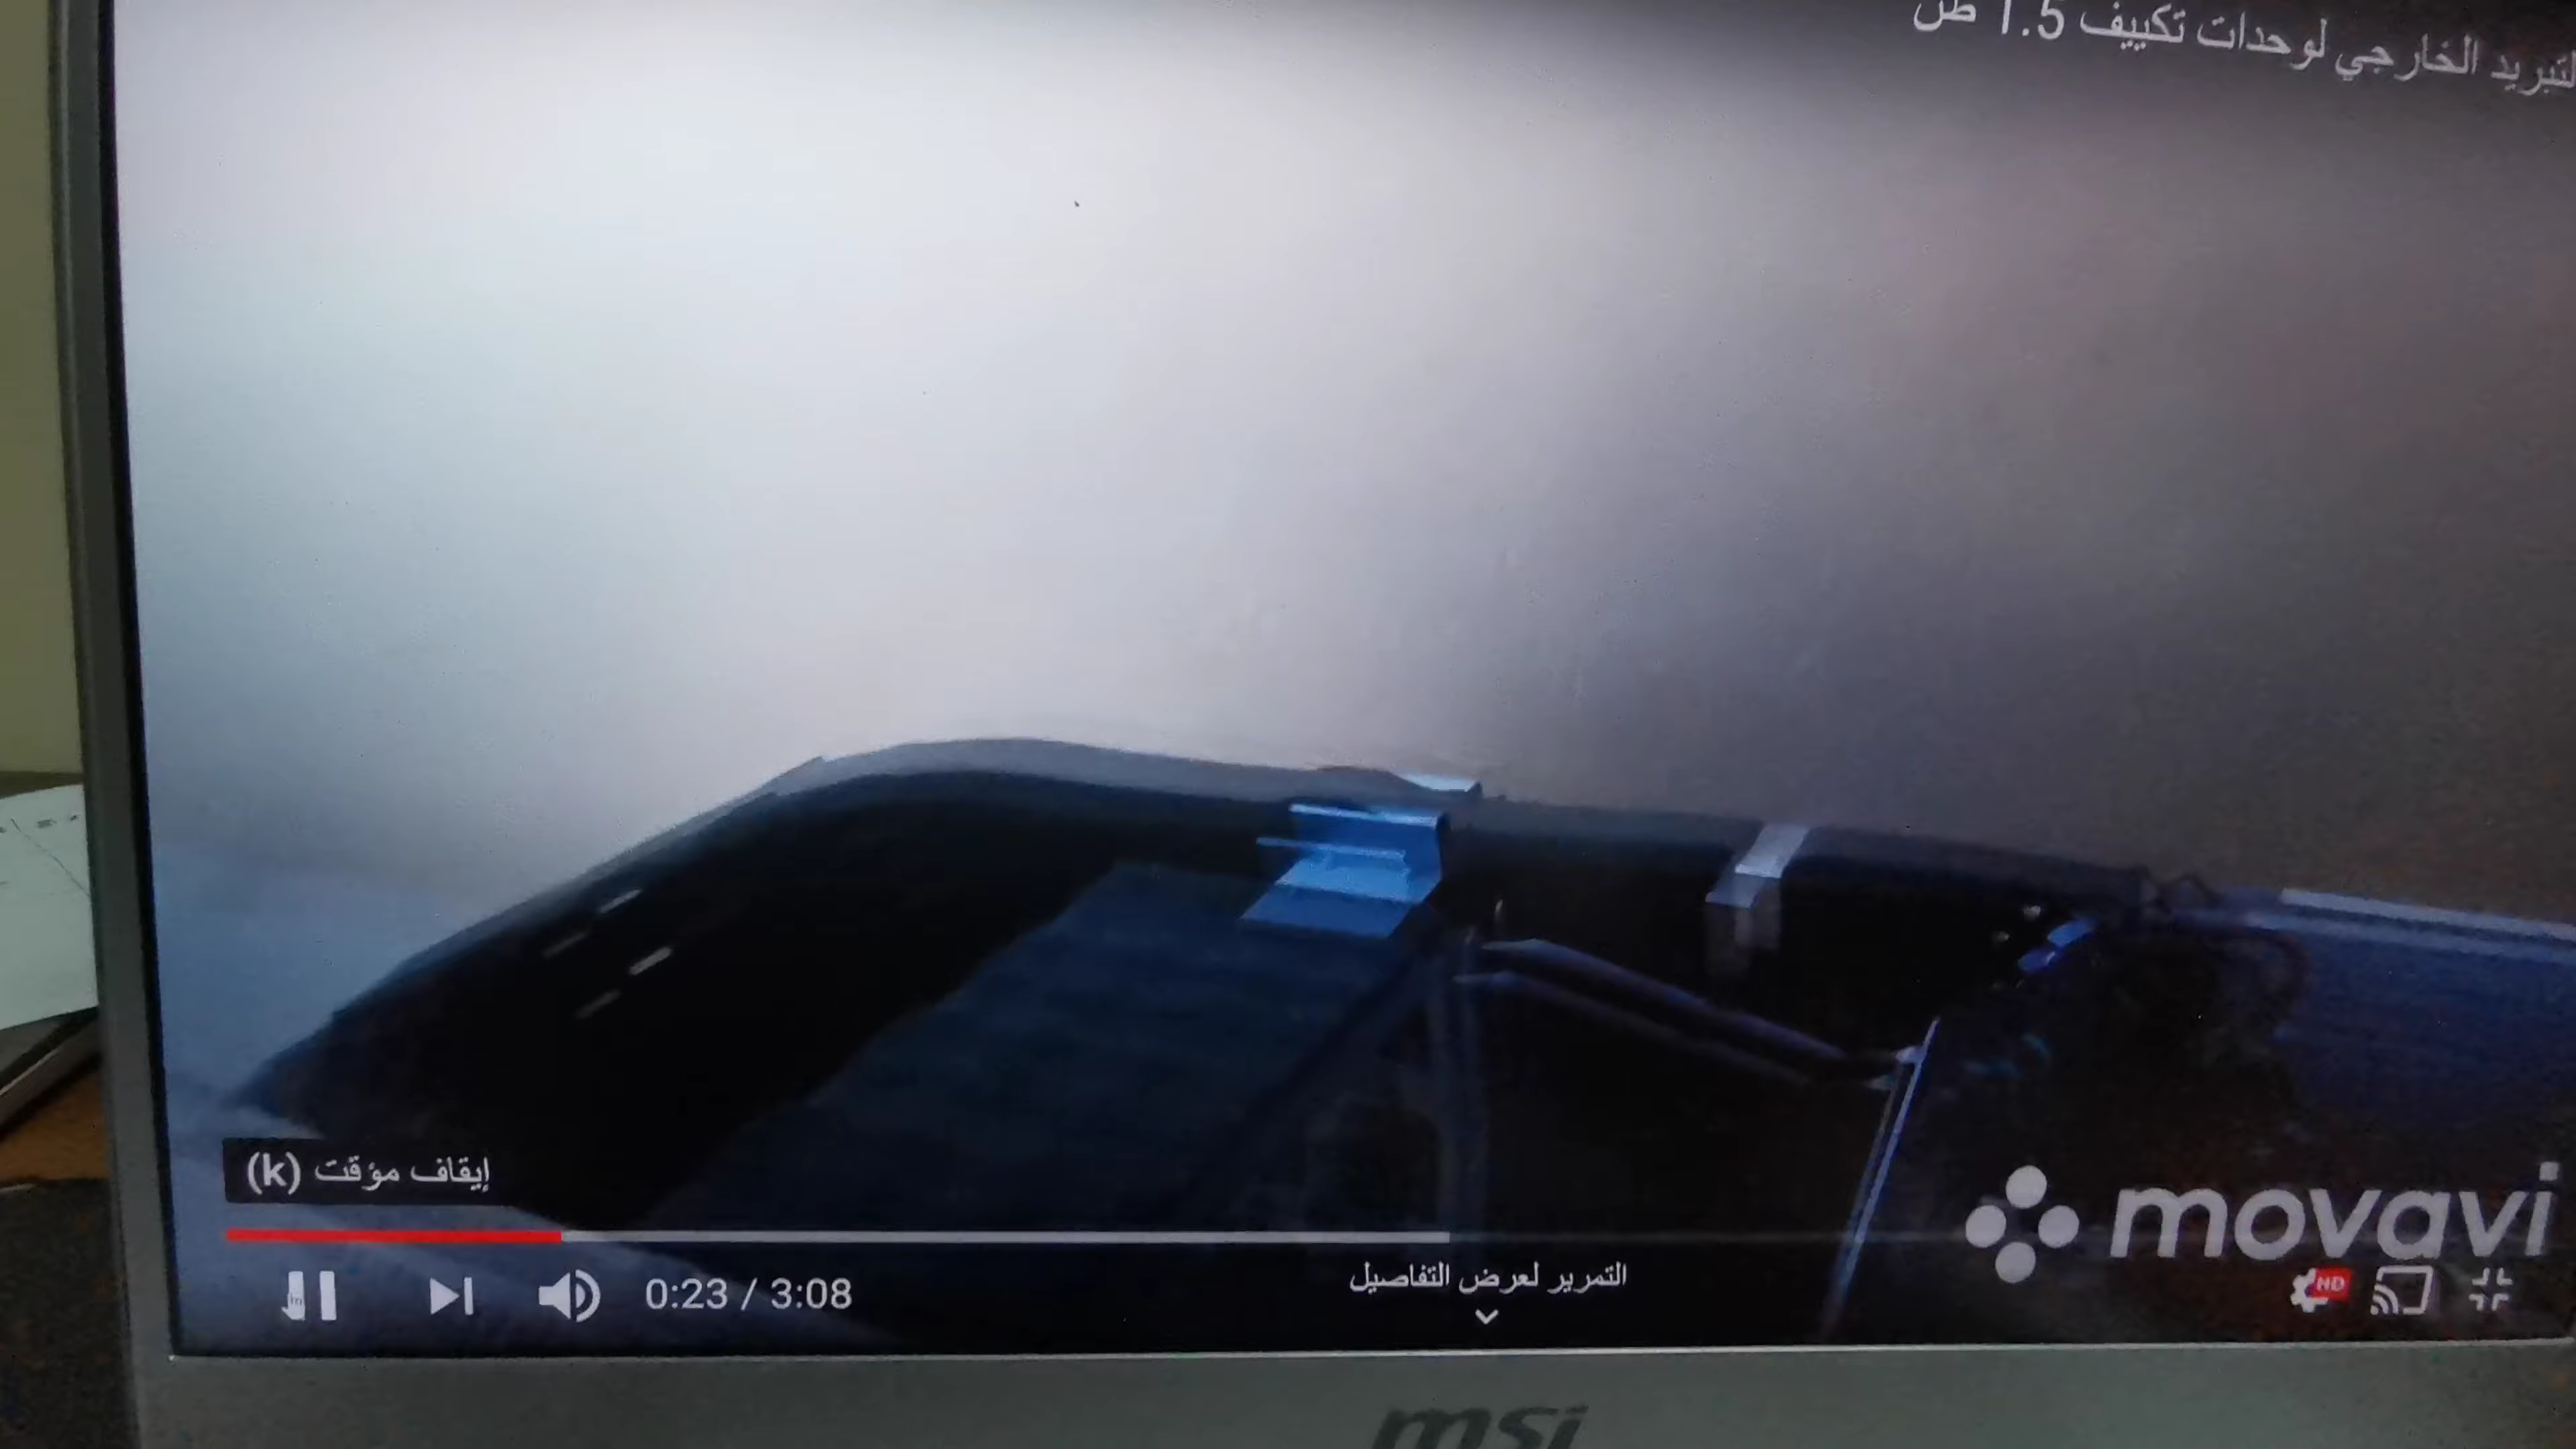 التبريد الخارجي لوحدات تكييف 1.5 طن
إيقاف مؤقت (k)
movavi
التمرير لعرض التفاصيل
0:23 / 3:08
HD
msi